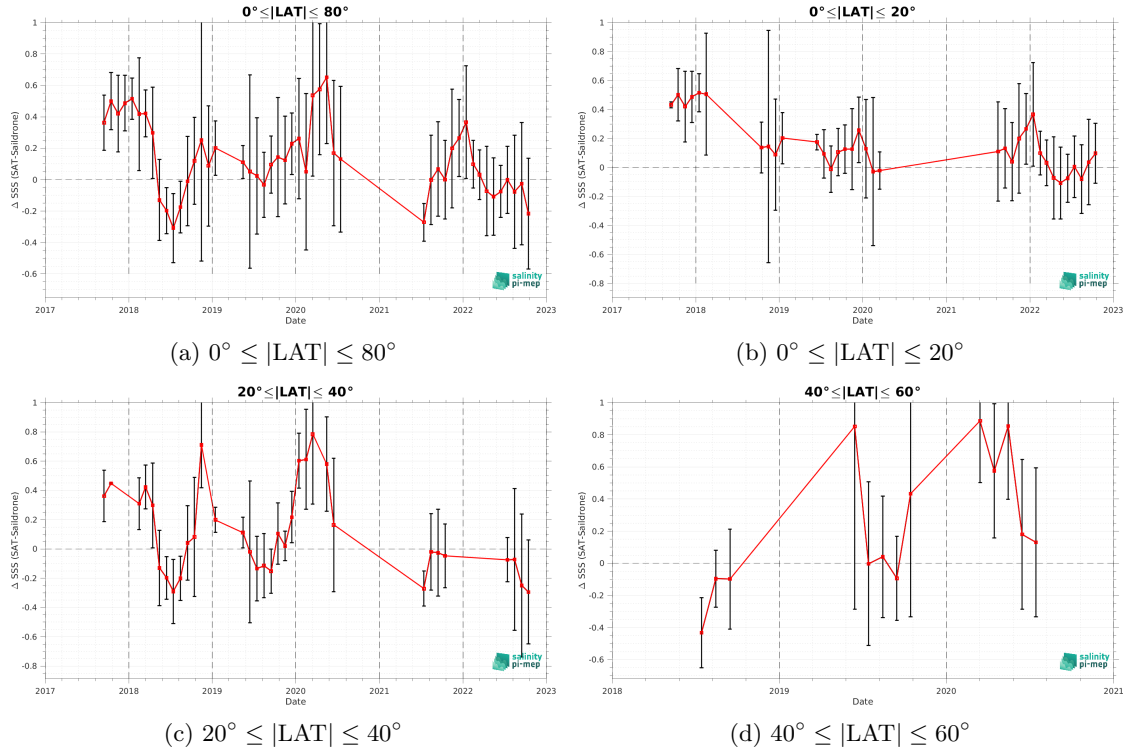 0°≤|LAT|≤ 80°
1
0.8
0.6
0.4
0.2
0
-0.2
-0.4
-0.6
Δ SSS (SAT-Saildrone)
2017 2018 2019 2020 2021 2022 2023
Date
salinity
pi-mep
(a) 0° ≤ |LAT| ≤ 80°
0°≤|LAT|≤ 20°
1
0.8
0.6
0.4
0.2
0
-0.2
-0.4
-0.6
-0.8
Δ SSS (SAT-Saildrone)
2017 2018 2019 2020 2021 2022 2023
Date
salinity
pi-mep
(b) 0° ≤ |LAT| ≤ 20°
20°≤|LAT|≤ 40°
1
0.8
0.6
0.4
0.2
0
-0.2
-0.4
-0.6
-0.8
Δ SSS (SAT-Saildrone)
2017 2018 2019 2020 2021 2022 2023
Date
salinity
pi-mep
(c) 20° ≤ |LAT| ≤ 40°
40°≤|LAT|≤ 60°
1
0.8
0.6
0.4
0.2
0
-0.2
-0.4
-0.6
Δ SSS (SAT-Saildrone)
2018 2019 2020 2021
Date
salinity
pi-mep
(d) 40° ≤ |LAT| ≤ 60°